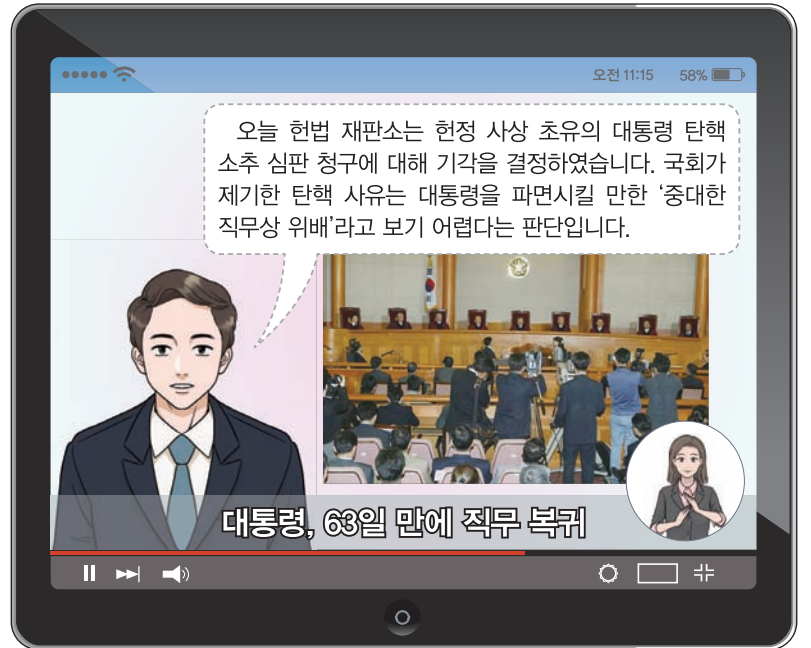 오전 11:15 58%
오늘 헌법 재판소는 헌정 사상 초유의 대통령 탄핵
소추 심판 청구에 대해 기각을 결정하였습니다. 국회가
제기한 탄핵 사유는 대통령을 파면시킬 만한 ‘중대한
직무상 위배’라고 보기 어렵다는 판단입니다.
대통령, 63일 만에 직무 복귀